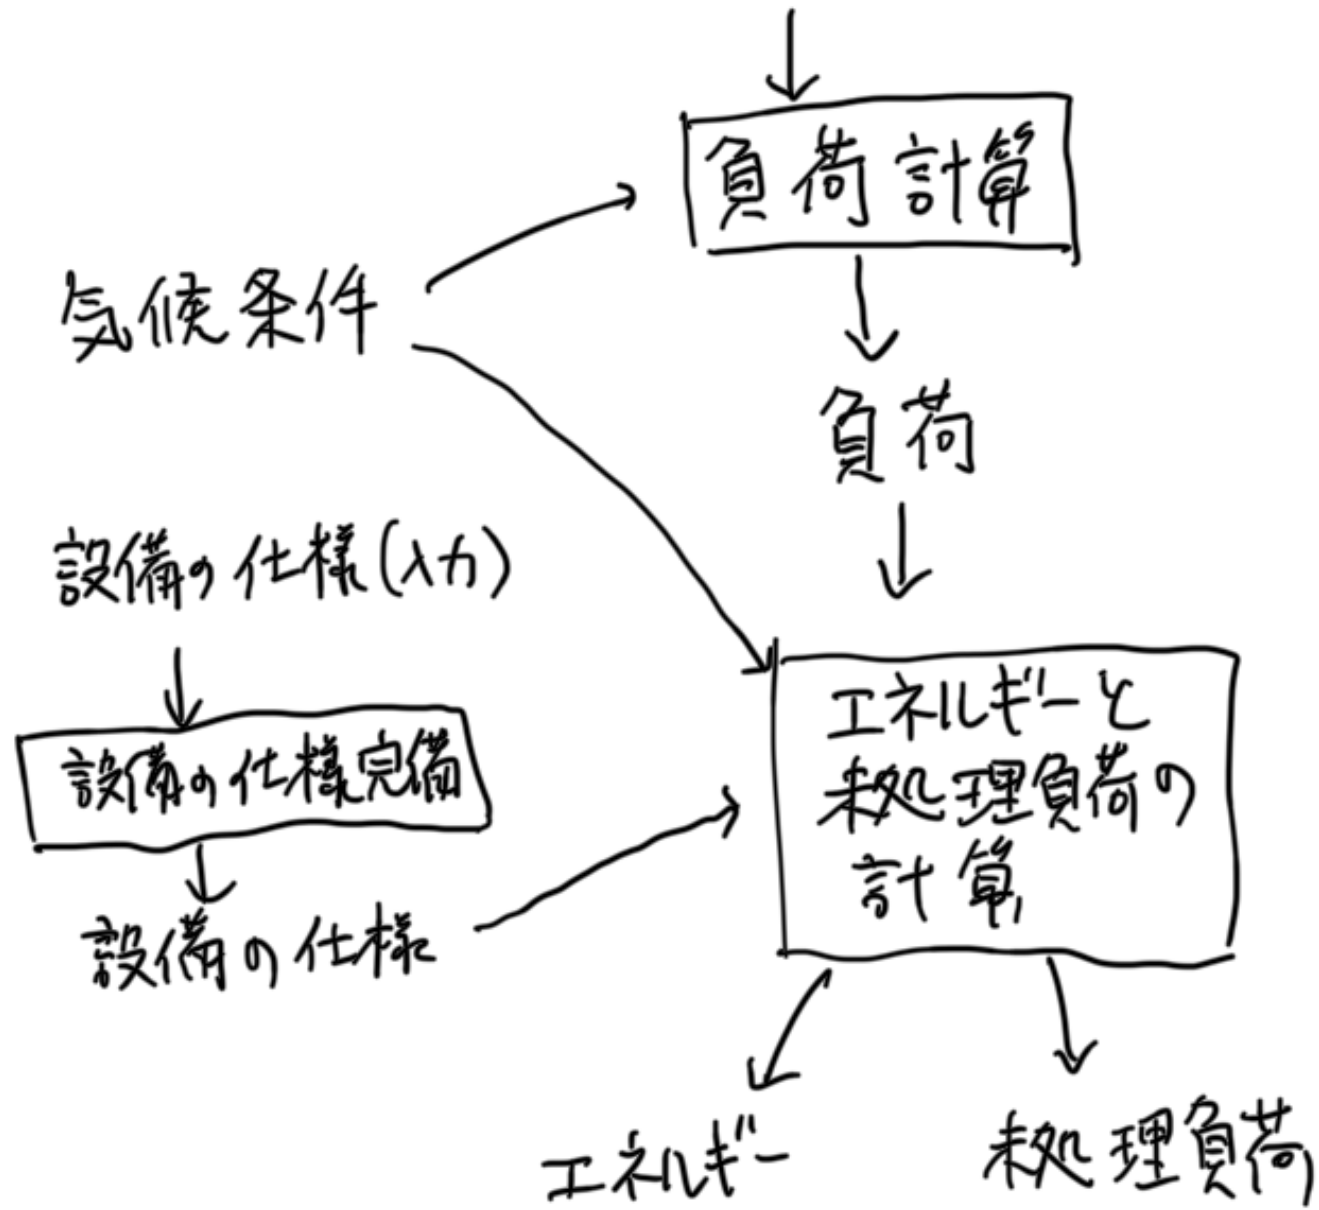 負荷計算
気候条件
負荷
設備の仕様(入力)
設備の仕様完備
設備の仕様
エネルギーと
未処理負荷の
計算
エネルギー
未処理負荷